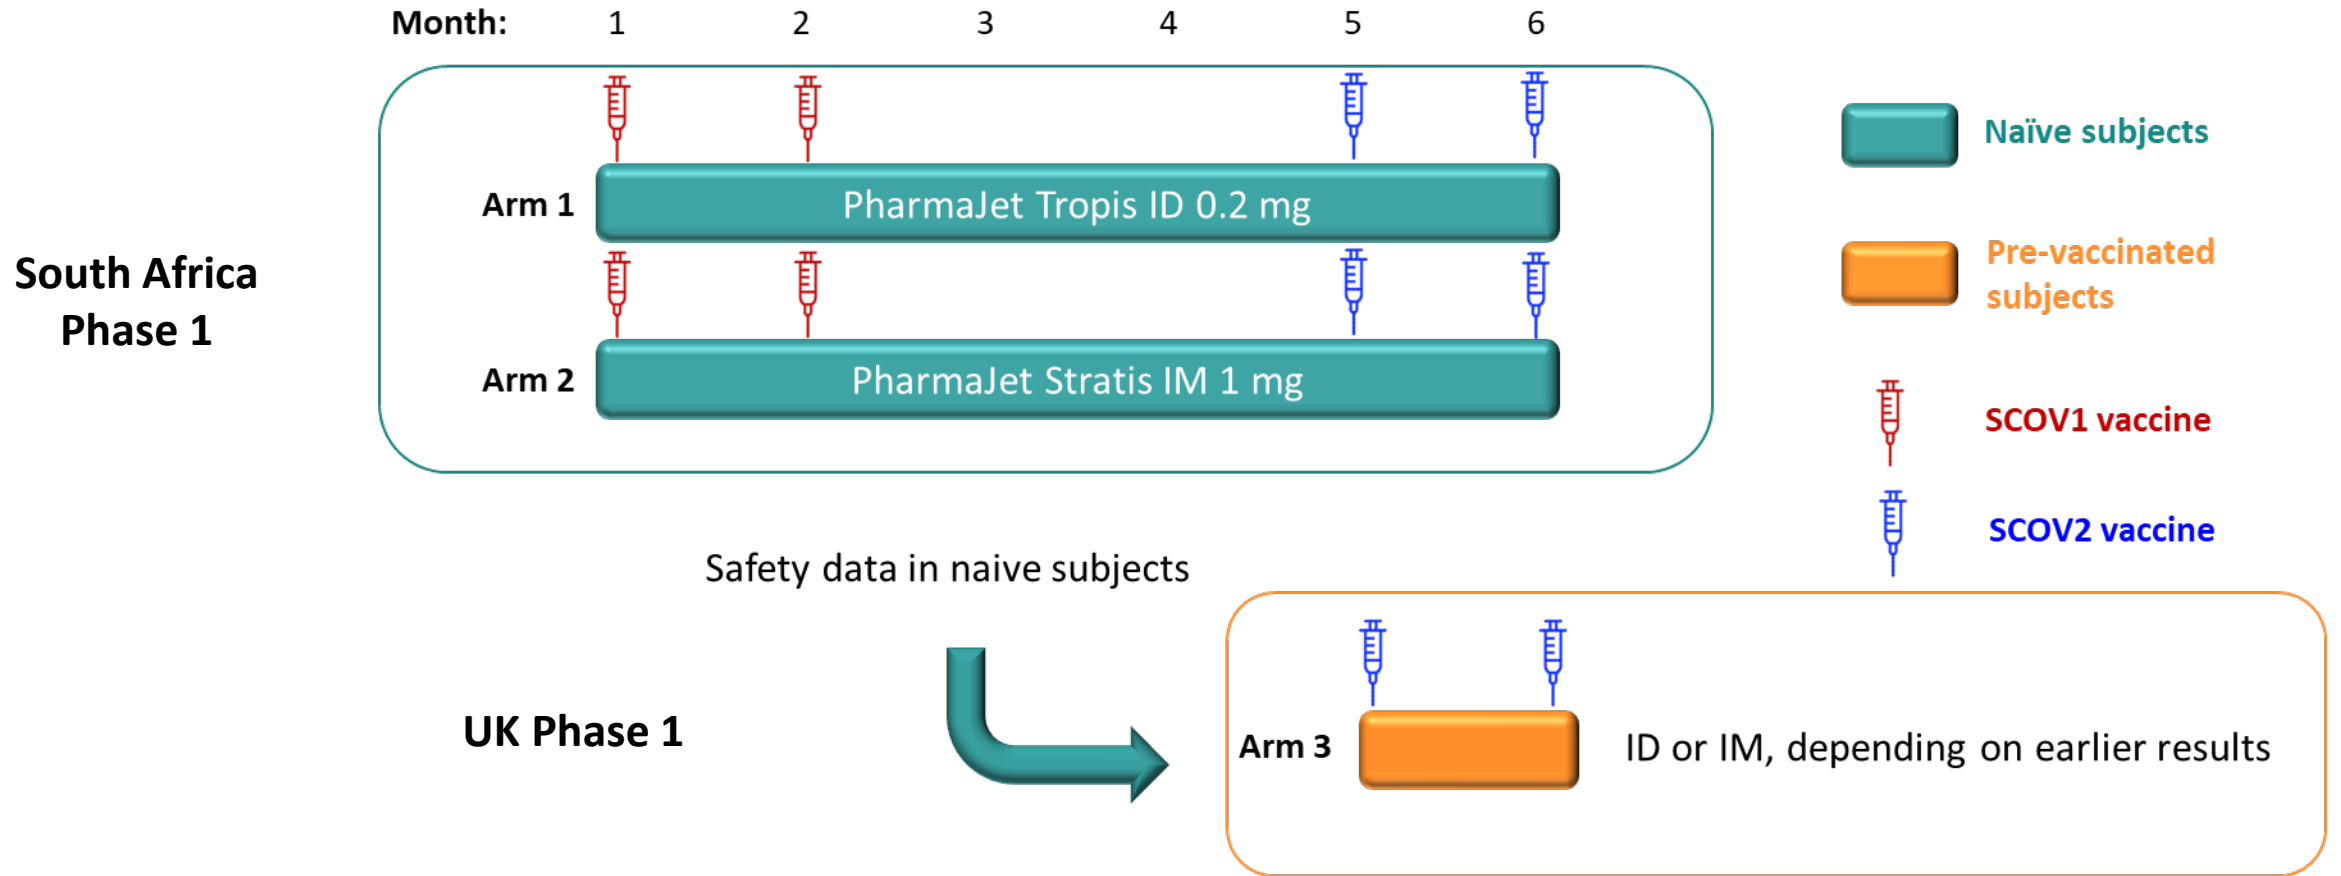 Month: 1 2 3 4 5 6
South Africa
Phase 1
Arm 1
PharmaJet Tropis ID 0.2 mg
Arm 2
PharmaJet Stratis IM 1 mg
Naïve subjects
Pre-vaccinated
subjects
SCOV1 vaccine
SCOV2 vaccine
Safety data in naive subjects
UK Phase 1
Arm 3
ID or IM, depending on earlier results